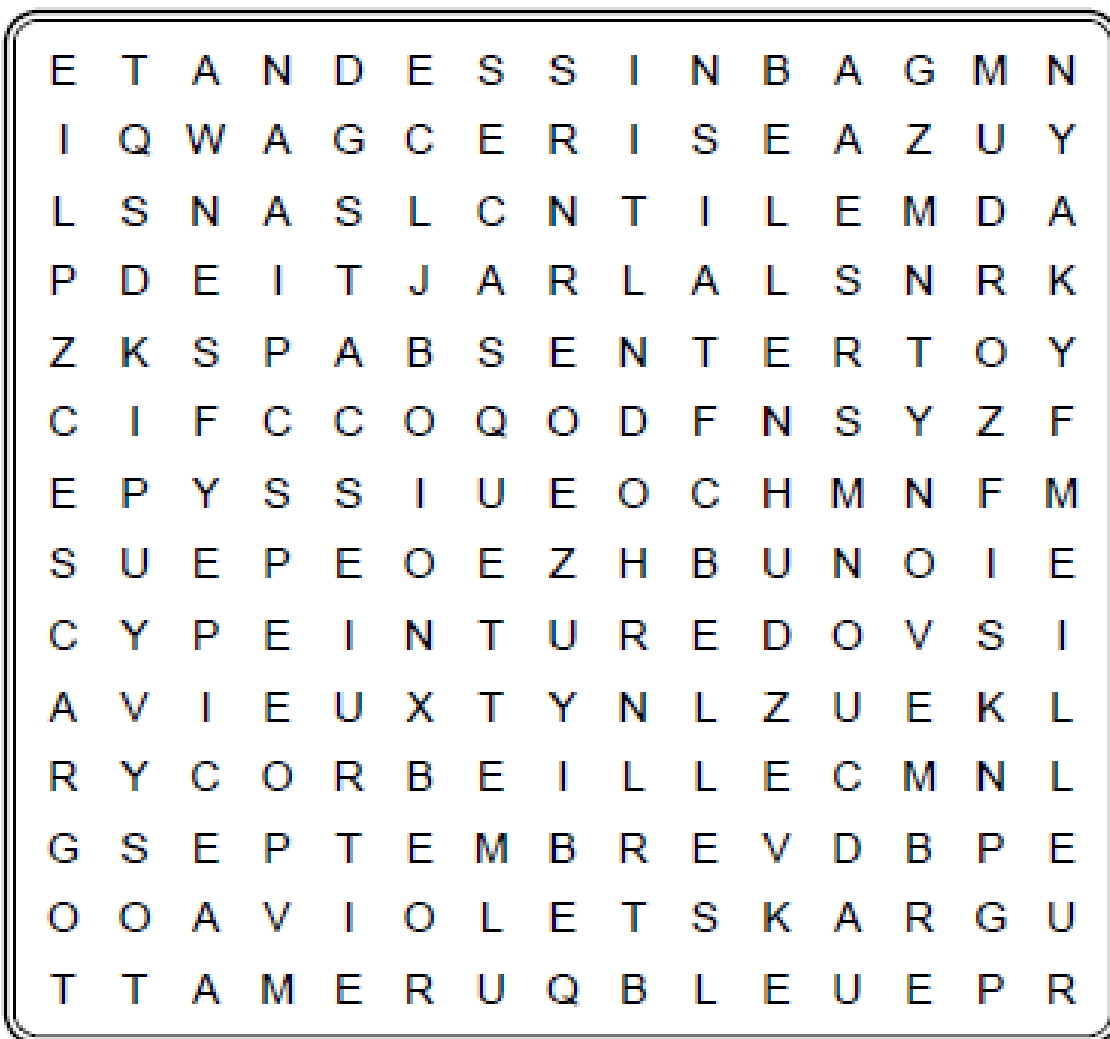 E T A N D E S S I N B A G M N
I Q W A G C E R I S E A Z U Y
L S N A S L C N T I L E M D A
P D E I T J A R L A L S N R K
Z K S P A B S E N T E R T O Y
C I F C C O Q O D F N S Y Z F
E P Y S S I U E O C H M N F M
S U E P E O E Z H B U N O I E
C Y P E I N T U R E D O V S I
A V I E U X T Y N L Z U E K L
R Y C O R B E I L L E C M N L
G S E P T E M B R E V D B P E
O O A V I O L E T S K A R G U
T T A M E R U Q B L E U E P R